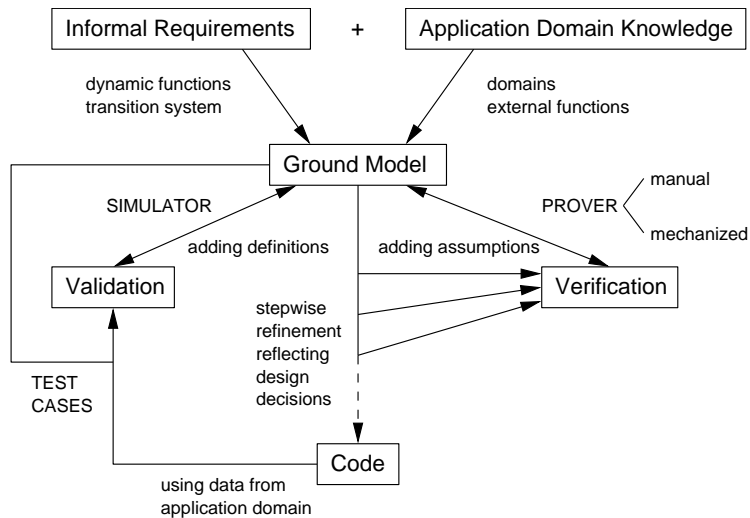 Informal Requirements + Application Domain Knowledge
dynamic functions
transition system
domains
external functions
Ground Model
manual
SIMULATOR
PROVER
mechanized
adding definitions
adding assumptions
Validation
Verification
stepwise
refinement
reflecting
design
decisions
TEST
CASES
Code
using data from
application domain